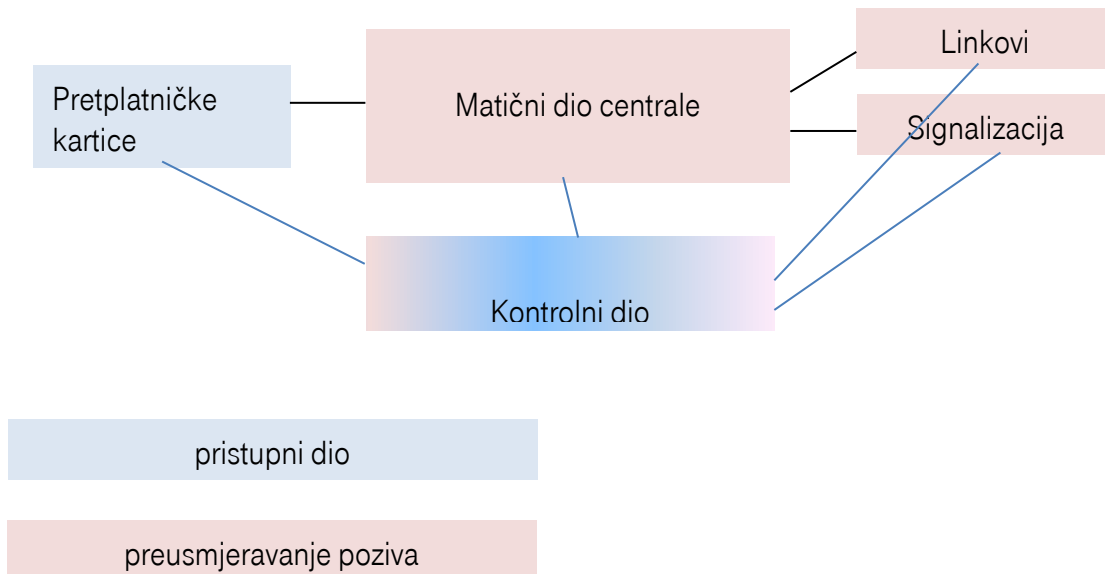 Linkovi
Pretplatničke
kartice
Matični dio centrale
Signalizacija
Kontrolni dio
pristupni dio
preusmjeravanje poziva